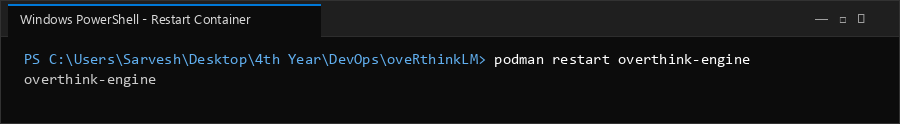 Windows PowerShell - Restart Container
PS C:\Users\Sarvesh\Desktop\4th Year\DevOps\oveRthinkLM> podman restart overthink-engine
overthink-engine